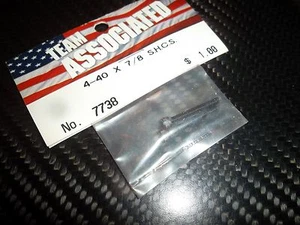 TEAM
ASSOCIATED
4-40 X 7/8 SHCS.
No. 7738 $ 1.00